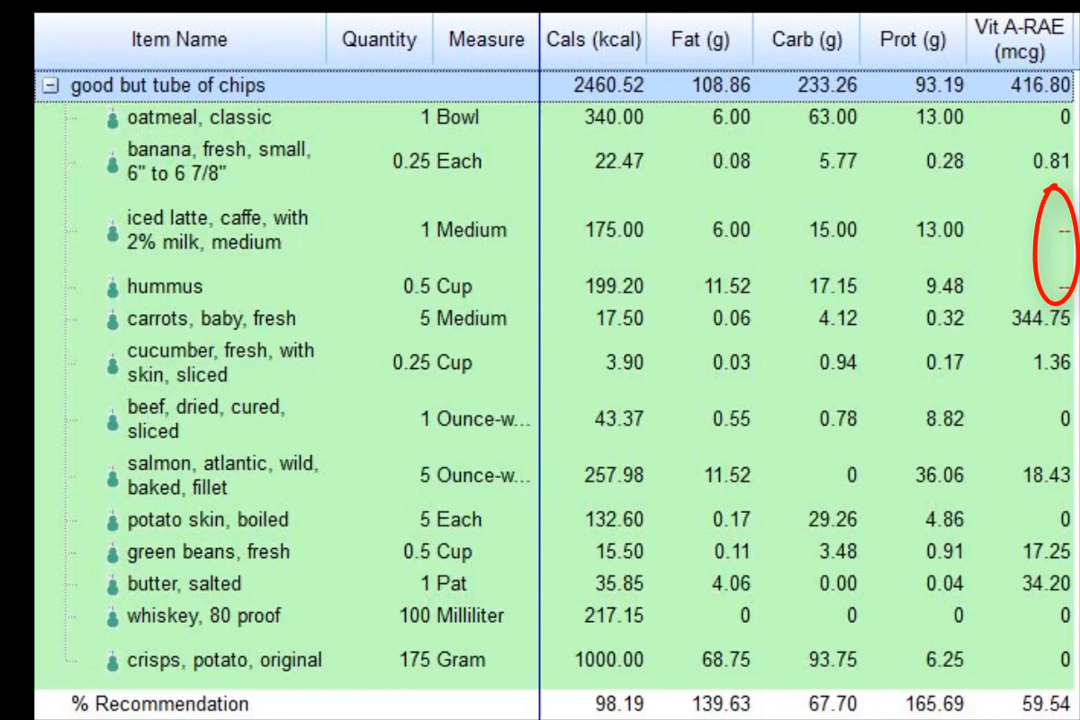 Item Name Quantity Measure Cals (kcal) Fat (g) Carb (g) Prot (g) Vit A-RAE (mcg)
good but tube of chips 2460.52 108.86 233.26 93.19 416.80
oatmeal, classic 1 Bowl 340.00 6.00 63.00 13.00 0
banana, fresh, small,
6" to 6 7/8" 0.25 Each 22.47 0.08 5.77 0.28 0.81
iced latte, caffe, with
2% milk, medium 1 Medium 175.00 6.00 15.00 13.00 --
hummus 0.5 Cup 199.20 11.52 17.15 9.48 --
carrots, baby, fresh 5 Medium 17.50 0.06 4.12 0.32 344.75
cucumber, fresh, with
skin, sliced 0.25 Cup 3.90 0.03 0.94 0.17 1.36
beef, dried, cured,
sliced 1 Ounce-w... 43.37 0.55 0.78 8.82 0
salmon, atlantic, wild,
baked, fillet 5 Ounce-w... 257.98 11.52 0 36.06 18.43
potato skin, boiled 5 Each 132.60 0.17 29.26 4.86 0
green beans, fresh 0.5 Cup 15.50 0.11 3.48 0.91 17.25
butter, salted 1 Pat 35.85 4.06 0.00 0.04 34.20
whiskey, 80 proof 100 Milliliter 217.15 0 0 0 0
crisps, potato, original 175 Gram 1000.00 68.75 93.75 6.25 0
% Recommendation 98.19 139.63 67.70 165.69 59.54